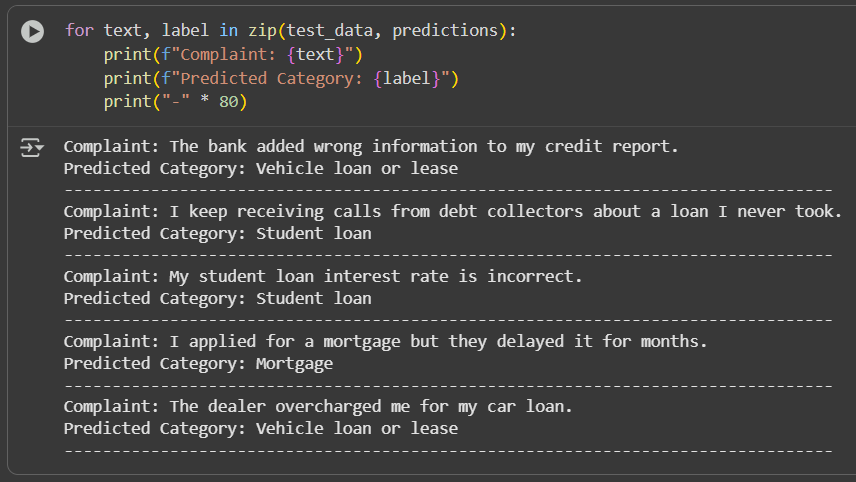 for text, label in zip(test_data, predictions):
    print(f"Complaint: {text}")
    print(f"Predicted Category: {label}")
    print("-" * 80)
Complaint: The bank added wrong information to my credit report.
Predicted Category: Vehicle loan or lease
--------------------------------------------------------------------------------
Complaint: I keep receiving calls from debt collectors about a loan I never took.
Predicted Category: Student loan
--------------------------------------------------------------------------------
Complaint: My student loan interest rate is incorrect.
Predicted Category: Student loan
--------------------------------------------------------------------------------
Complaint: I applied for a mortgage but they delayed it for months.
Predicted Category: Mortgage
--------------------------------------------------------------------------------
Complaint: The dealer overcharged me for my car loan.
Predicted Category: Vehicle loan or lease
--------------------------------------------------------------------------------